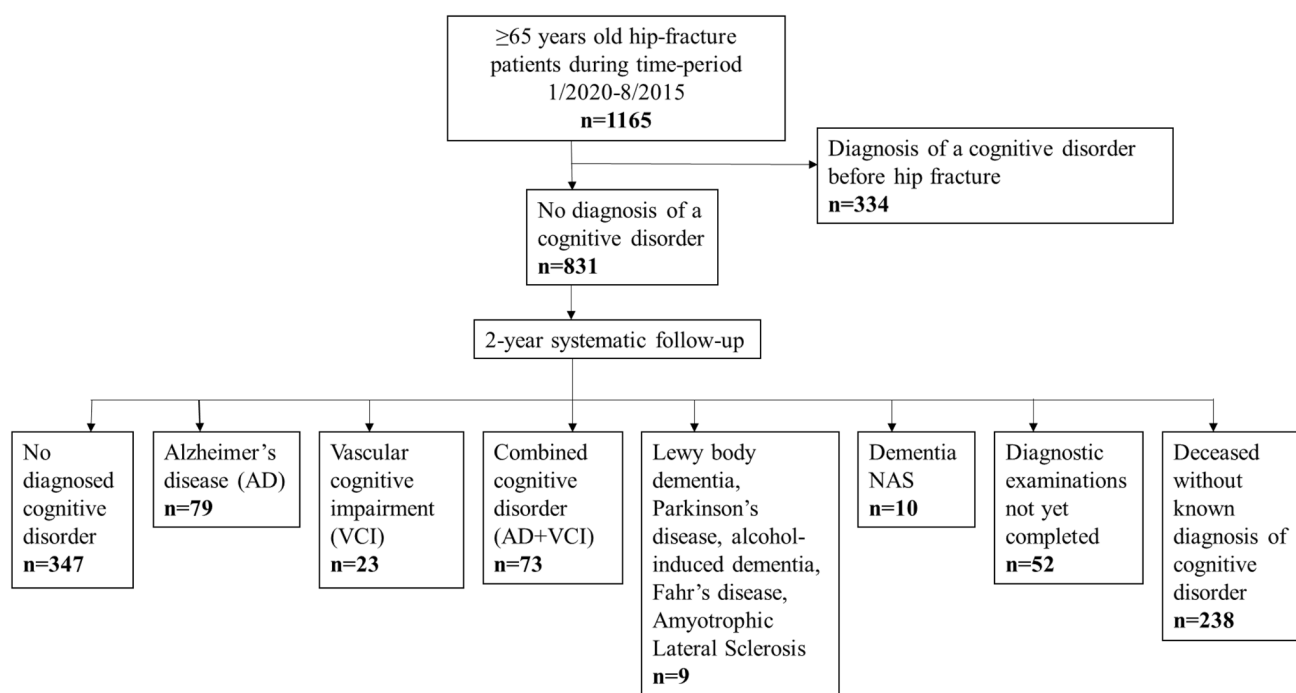 ≥65 years old hip-fracture
patients during time-period
1/2020-8/2015
n=1165
Diagnosis of a cognitive disorder
before hip fracture
n=334
No diagnosis of a
cognitive disorder
n=831
2-year systematic follow-up
No
diagnosed
cognitive
disorder
n=347
Alzheimer's
disease (AD)
n=79
Vascular
cognitive
impairment
(VCI)
n=23
Combined
cognitive
disorder
(AD+VCI)
n=73
Lewy body
dementia,
Parkinson's
disease, alcohol-
induced dementia,
Fahr's disease,
Amyotrophic
Lateral Sclerosis
n=9
Dementia
NAS
n=10
Diagnostic
examinations
not yet
completed
n=52
Deceased
without
known
diagnosis of
cognitive
disorder
n=238